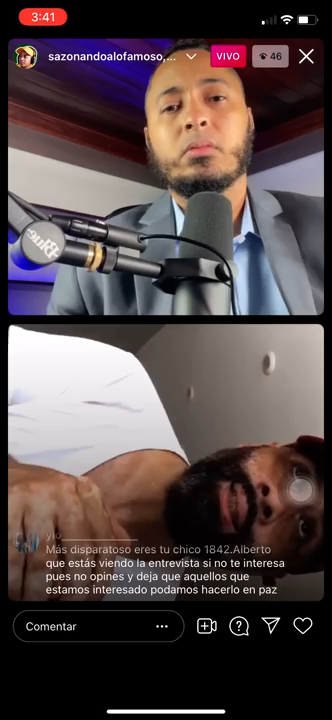 3:41
sazonandoalofamoso,...
VIVO
46
Más disparatoso eres tu chico 1842.Alberto
que estás viendo la entrevista si no te interesa
pues no opines y deja que aquellos que
estamos interesado podamos hacerlo en paz
Comentar